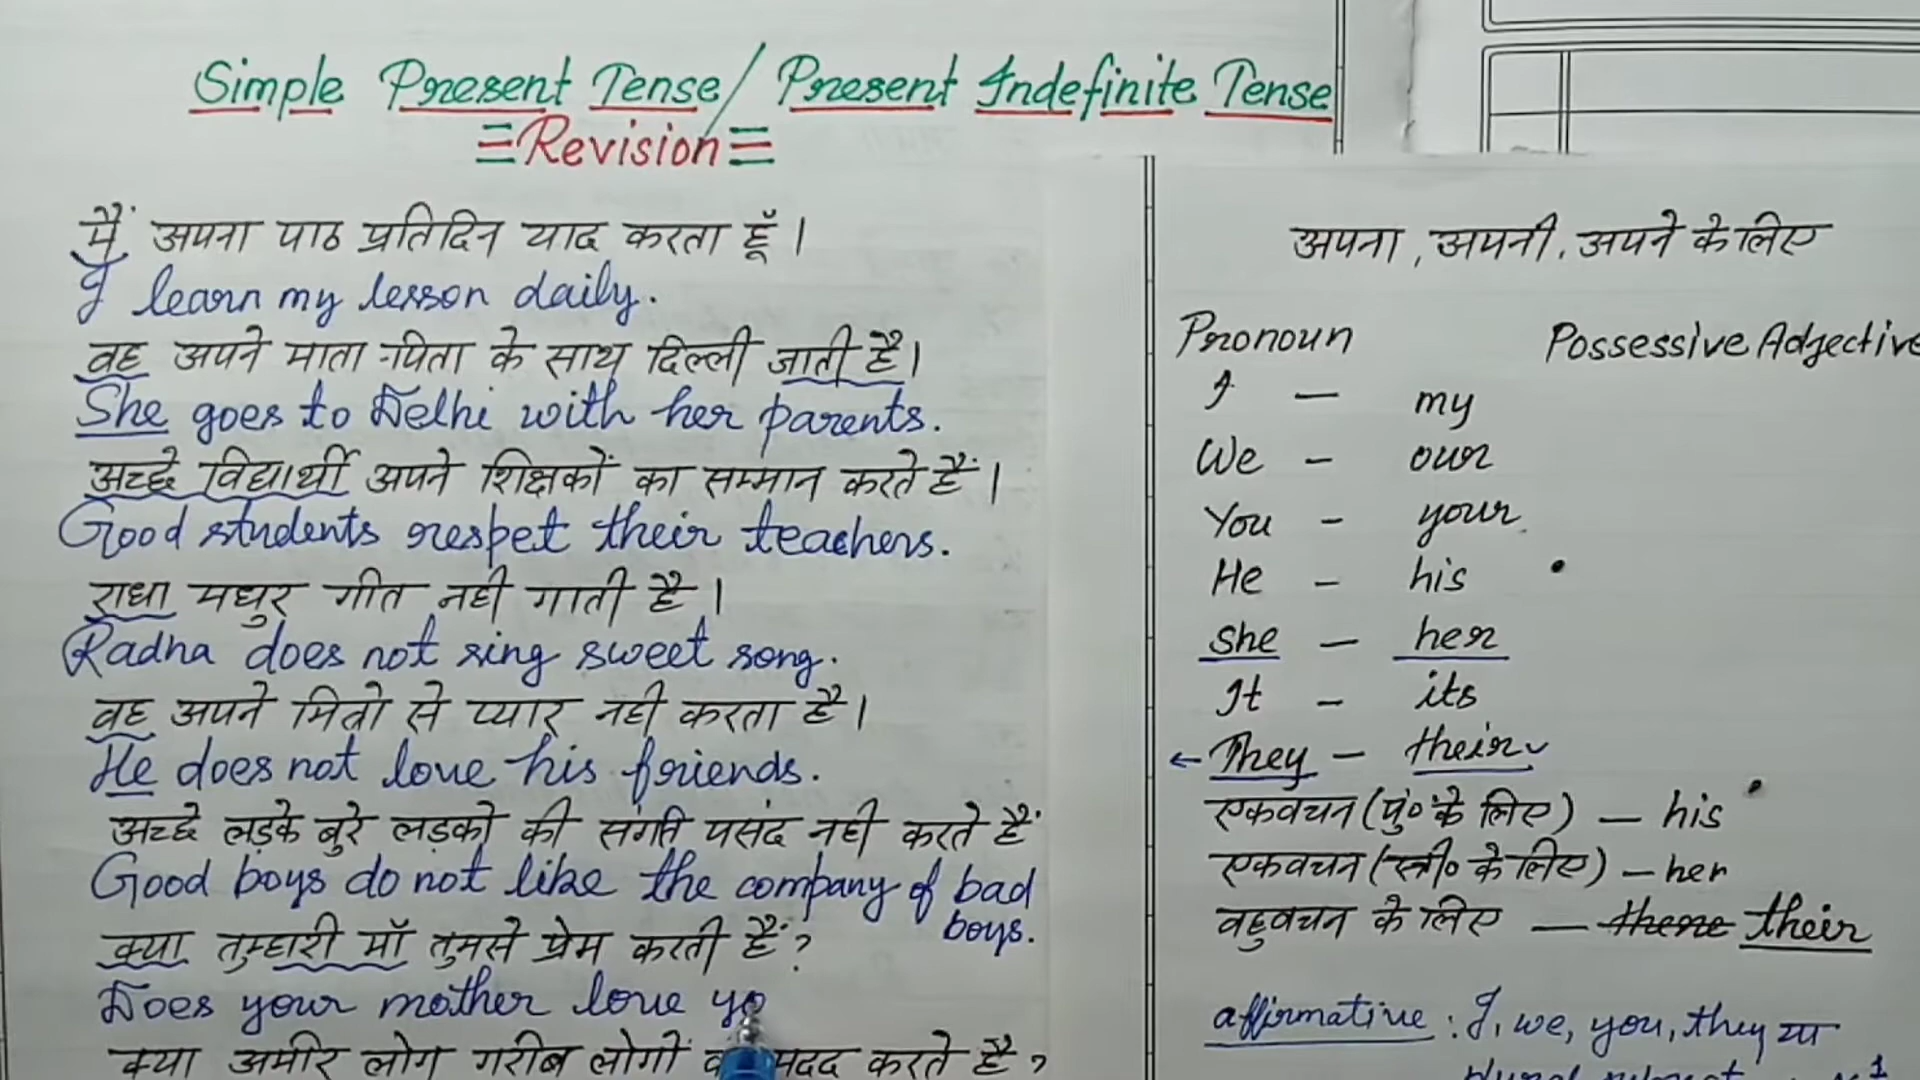 Simple Present Tense/ Present Indefinite Tense
Revision
मैं अपना पाठ प्रतिदिन याद करता हूँ।
I learn my lesson daily.
वह अपने माता-पिता के साथ दिल्ली जाती है।
She goes to Delhi with her parents.
अच्छे विद्यार्थी अपने शिक्षकों का सम्मान करते हैं।
Good students respet their teachers.
राधा मधुर गीत नही गाती है।
Radha does not sing sweet song.
वह अपने मित्रो से प्यार नही करता है।
He does not love his friends.
अच्छे लड़के बुरे लड़को की संगति पसंद नही करते हैं
Good boys do not like the company of bad
boys.
क्या तुम्हारी माँ तुमसे प्रेम करती हैं?
Does your mother love yo
क्या अमीर लोग गरीब लोगों मदद करते है?
अपना, अपनी, अपने के लिए
Pronoun Possessive Adjective
I - my
We - our
You - your
He - his
She - her
It - its
← They - their
एकवचन (पुं० के लिए) - his
एकवचन (स्त्री० के लिए) - her
वहुवचन के लिए - there their
affirmative : I, we, you, they या